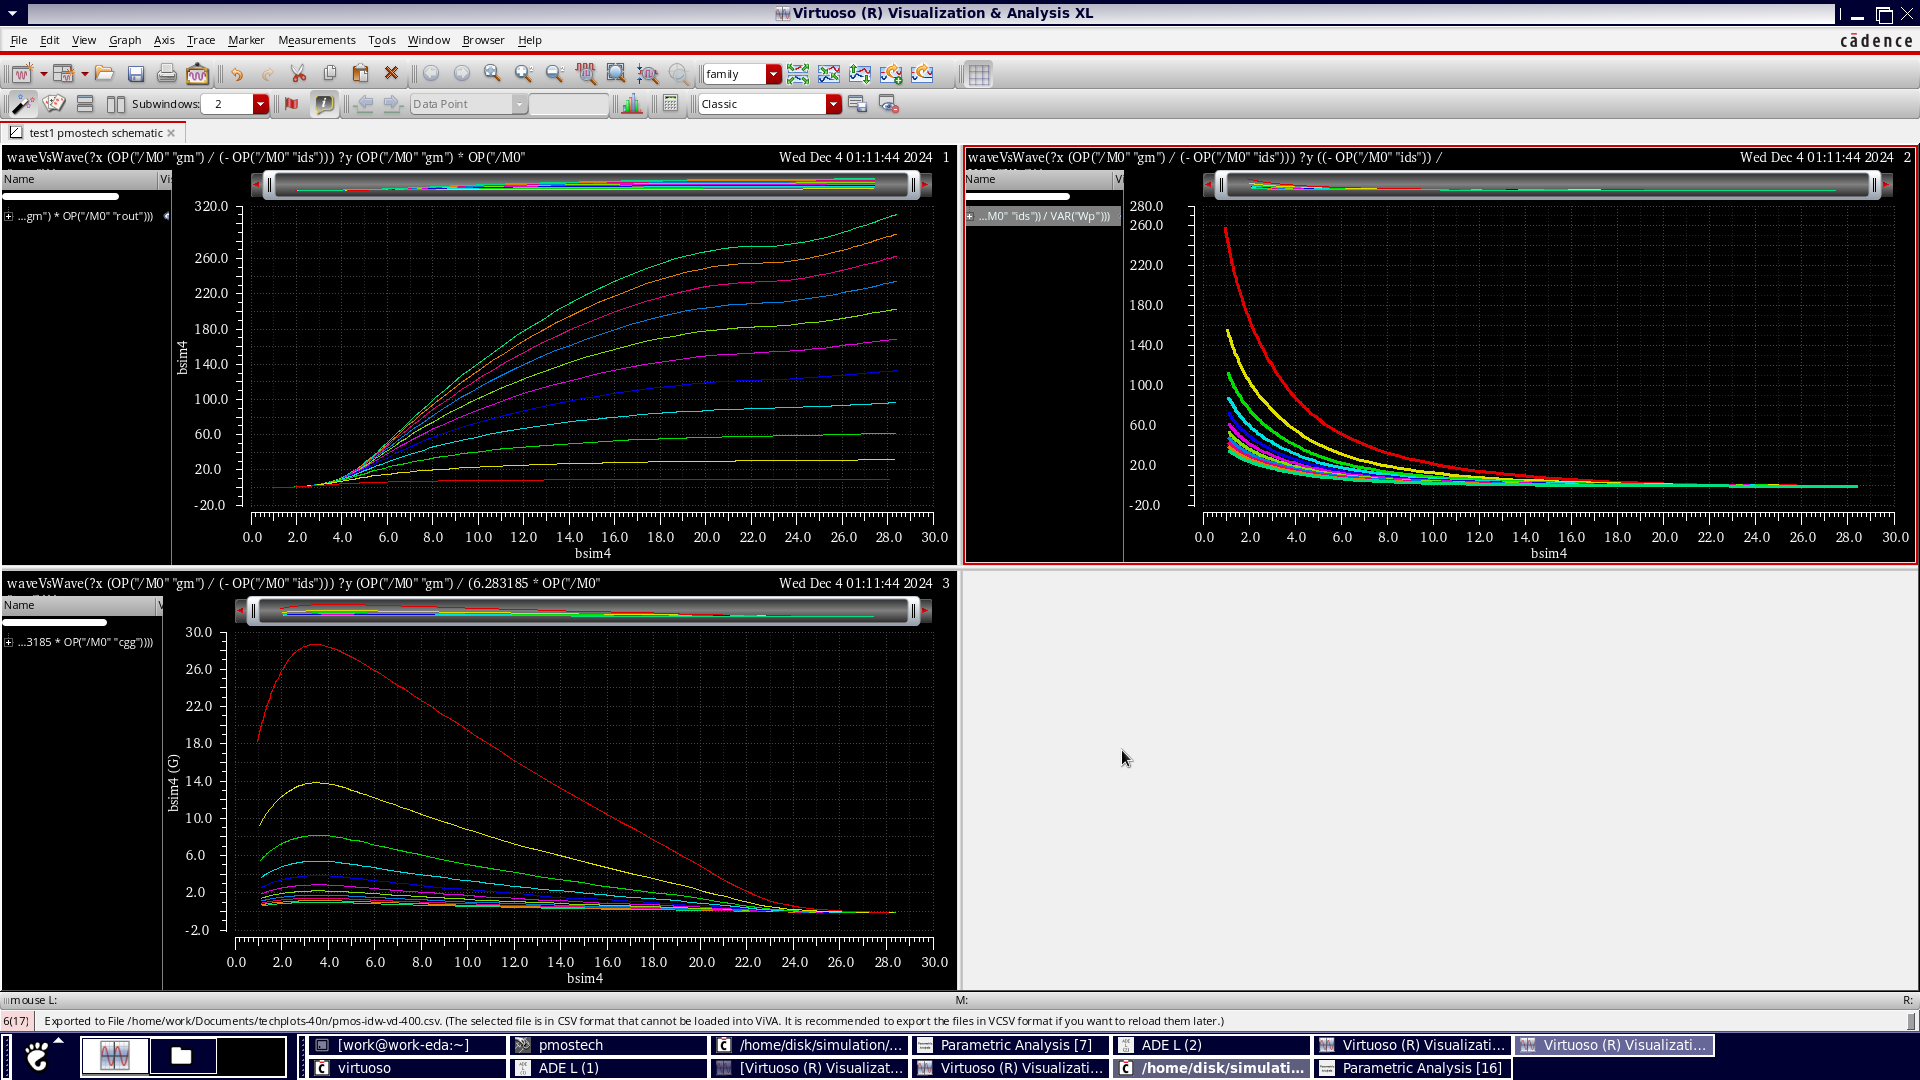 Virtuoso (R) Visualization & Analysis XL
File Edit View Graph Axis Trace Marker Measurements Tools Window Browser Help
cādence
family
Subwindows: 2 Data Point Classic
test1 pmostech schematic
waveVsWave(?x (OP("/M0" "gm") / (- OP("/M0" "ids"))) ?y (OP("/M0" "gm") * OP("/M0" Wed Dec 4 01:11:44 2024 1
Name Vi
...gm") * OP("/M0" "rout")))
320.0
260.0
220.0
180.0
140.0
100.0
60.0
20.0
-20.0
bsim4
0.0 2.0 4.0 6.0 8.0 10.0 12.0 14.0 16.0 18.0 20.0 22.0 24.0 26.0 28.0 30.0
bsim4
waveVsWave(?x (OP("/M0" "gm") / (- OP("/M0" "ids"))) ?y ((- OP("/M0" "ids")) / Wed Dec 4 01:11:44 2024 2
Name V
...M0" "ids")) / VAR("Wp")))
280.0
260.0
220.0
180.0
140.0
100.0
60.0
20.0
-20.0
0.0 2.0 4.0 6.0 8.0 10.0 12.0 14.0 16.0 18.0 20.0 22.0 24.0 26.0 28.0 30.0
bsim4
waveVsWave(?x (OP("/M0" "gm") / (- OP("/M0" "ids"))) ?y (OP("/M0" "gm") / (6.283185 * OP("/M0" Wed Dec 4 01:11:44 2024 3
Name V
...3185 * OP("/M0" "cgg"))))
30.0
26.0
22.0
18.0
14.0
10.0
6.0
2.0
-2.0
bsim4 (G)
0.0 2.0 4.0 6.0 8.0 10.0 12.0 14.0 16.0 18.0 20.0 22.0 24.0 26.0 28.0 30.0
bsim4
mouse L: M: R:
6(17) Exported to File /home/work/Documents/techplots-40n/pmos-idw-vd-400.csv. (The selected file is in CSV format that cannot be loaded into ViVA. It is recommended to export the files in VCSV format if you want to reload them later.)
[work@work-eda:~] pmostech /home/disk/simulation/... Parametric Analysis [7] ADE L (2) Virtuoso (R) Visualizati... Virtuoso (R) Visualizati...
virtuoso ADE L (1) [Virtuoso (R) Visualizat... Virtuoso (R) Visualizati... /home/disk/simulati... Parametric Analysis [16]